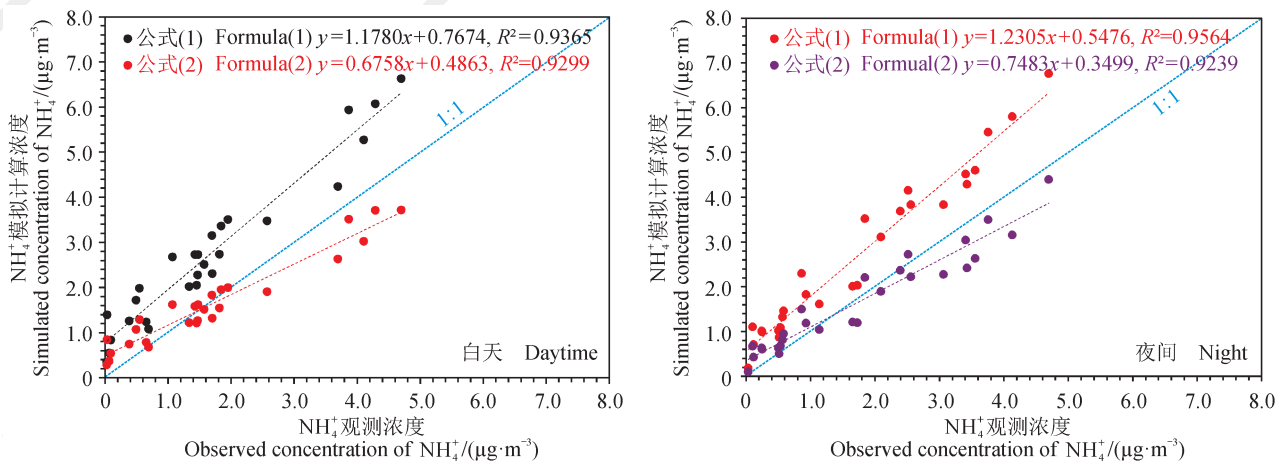 8.0
7.0
6.0
5.0
4.0
3.0
2.0
1.0
0
NH₄⁺模拟计算浓度
Simulated concentration of NH₄⁺/(μg·m⁻³)
公式(1) Formula(1) y=1.1780x+0.7674, R²=0.9365
公式(2) Formula(2) y=0.6758x+0.4863, R²=0.9299
1:1
白天 Daytime
0 1.0 2.0 3.0 4.0 5.0 6.0 7.0 8.0
NH₄⁺观测浓度
Observed concentration of NH₄⁺/(μg·m⁻³)
8.0
7.0
6.0
5.0
4.0
3.0
2.0
1.0
0
NH₄⁺模拟计算浓度
Simulated concentration of NH₄⁺/(μg·m⁻³)
公式(1) Formula(1) y=1.2305x+0.5476, R²=0.9564
公式(2) Formual(2) y=0.7483x+0.3499, R²=0.9239
1:1
夜间 Night
0 1.0 2.0 3.0 4.0 5.0 6.0 7.0 8.0
NH₄⁺观测浓度
Observed concentration of NH₄⁺/(μg·m⁻³)